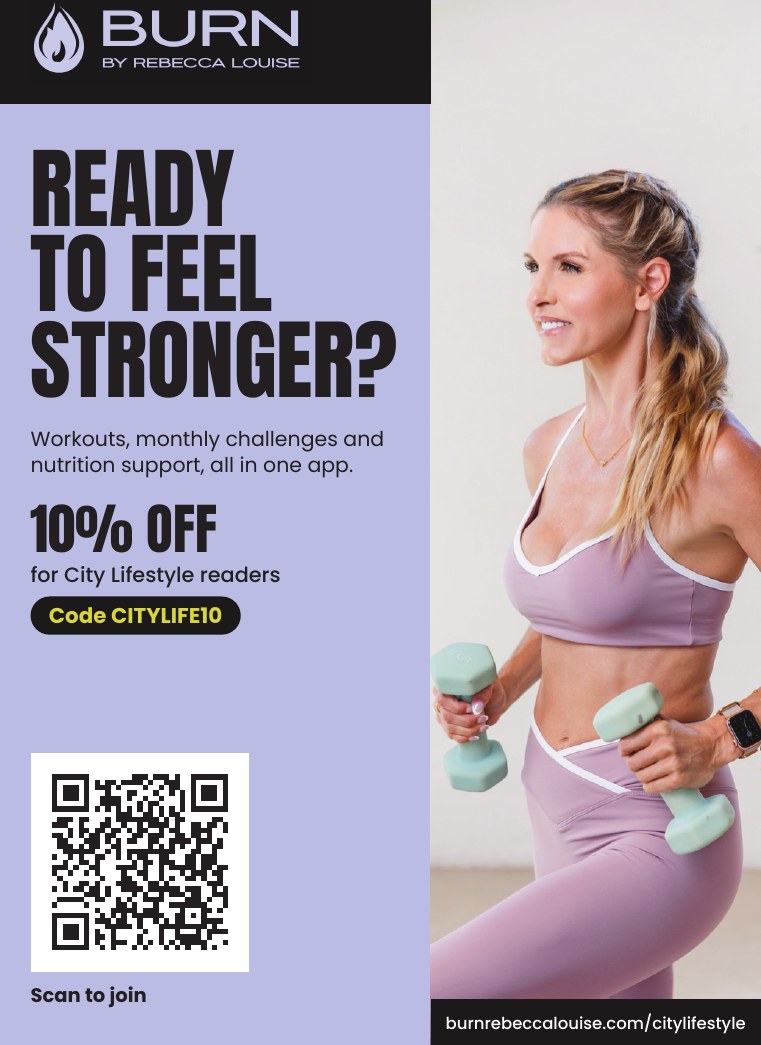 BURN
BY REBECCA LOUISE
READY
TO FEEL
STRONGER?
Workouts, monthly challenges and
nutrition support, all in one app.
10% OFF
for City Lifestyle readers
Code CITYLIFE10
Scan to join
burnrebeccalouise.com/citylifestyle